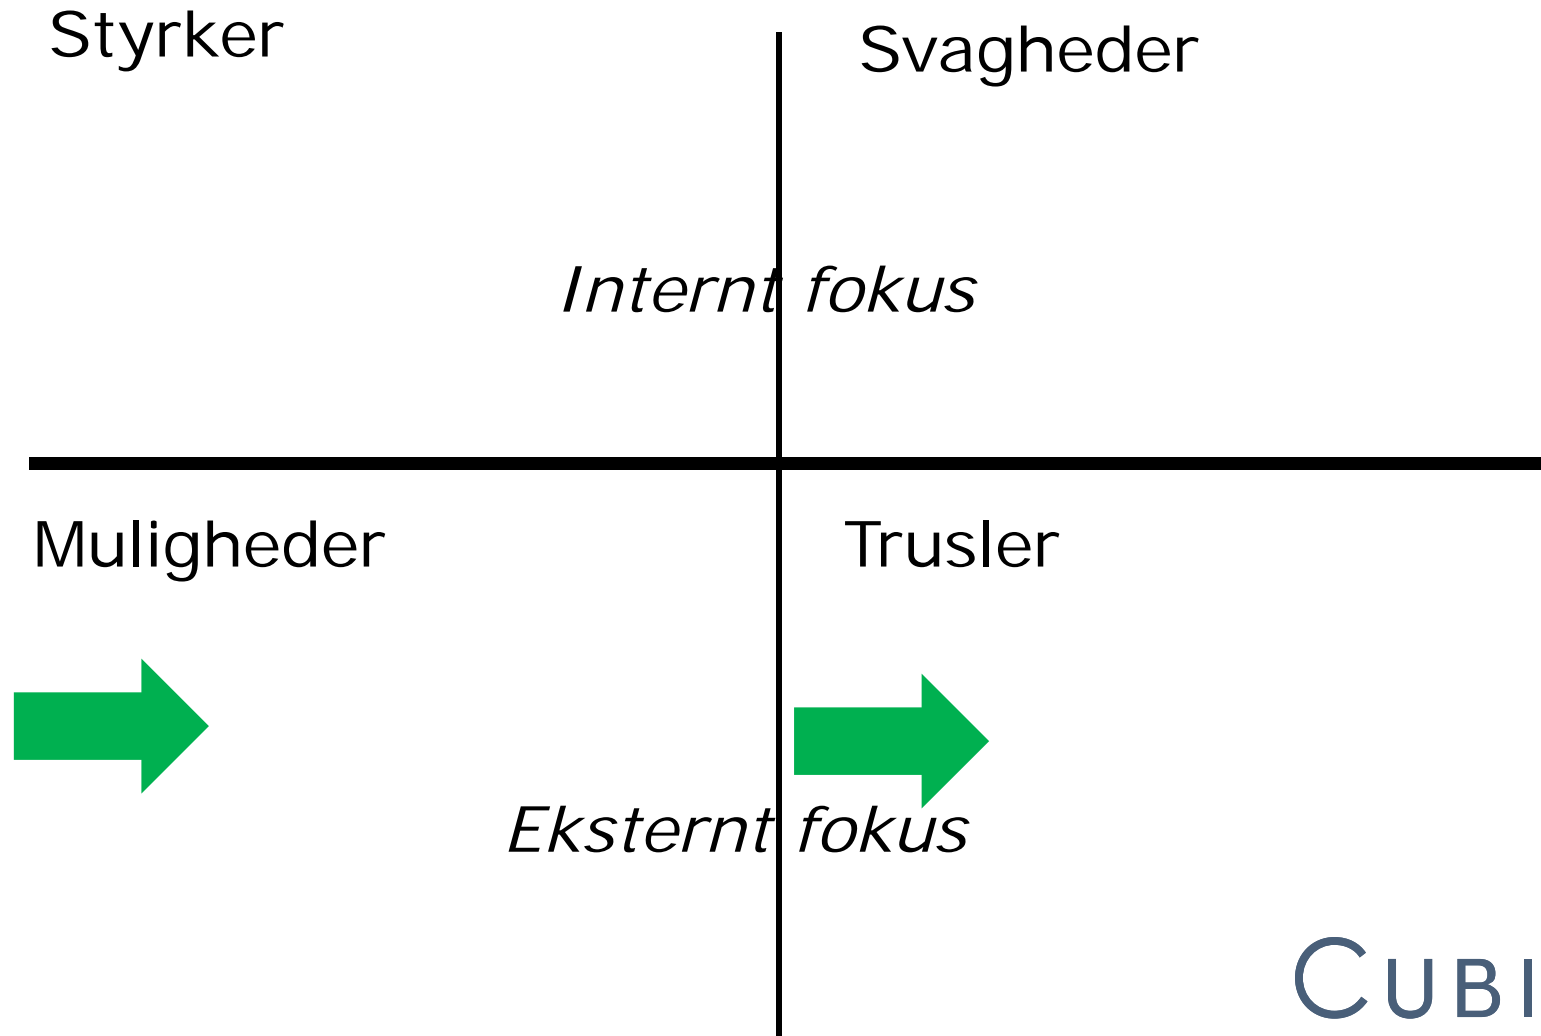 Styrker
Svagheder
Internt fokus
Muligheder
Trusler
Eksternt fokus
CUBI